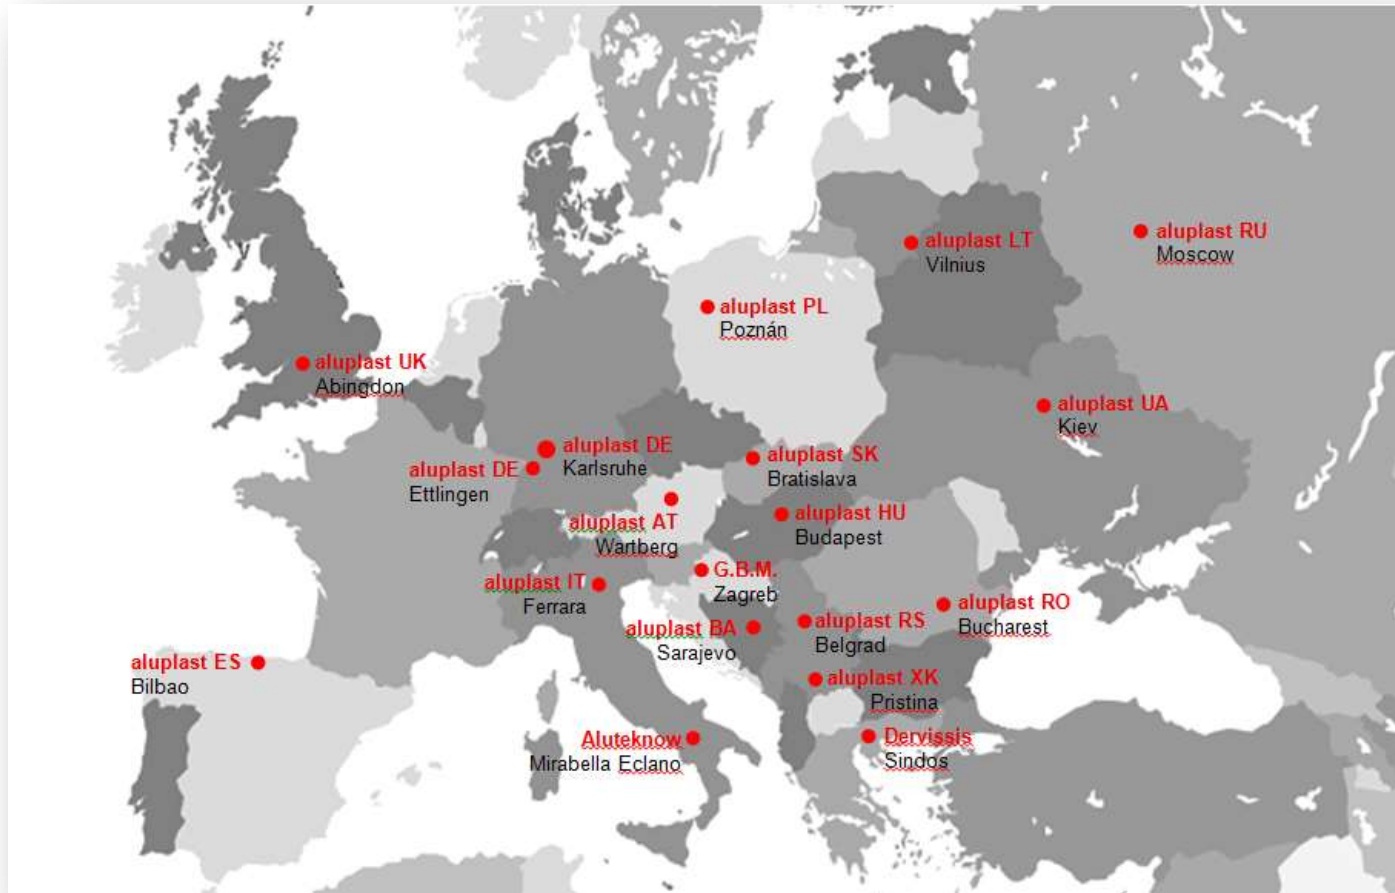 aluplast LT
Vilnius
aluplast RU
Moscow
aluplast PL
Poznán
aluplast UK
Abingdon
aluplast UA
Kiev
aluplast DE
Karlsruhe
aluplast DE
Ettlingen
aluplast SK
Bratislava
aluplast AT
Wartberg
aluplast HU
Budapest
aluplast IT
Ferrara
G.B.M.
Zagreb
aluplast BA
Sarajevo
aluplast RS
Belgrad
aluplast RO
Bucharest
aluplast ES
Bilbao
aluplast XK
Pristina
Aluteknow
Mirabella Eclano
Dervissis
Sindos